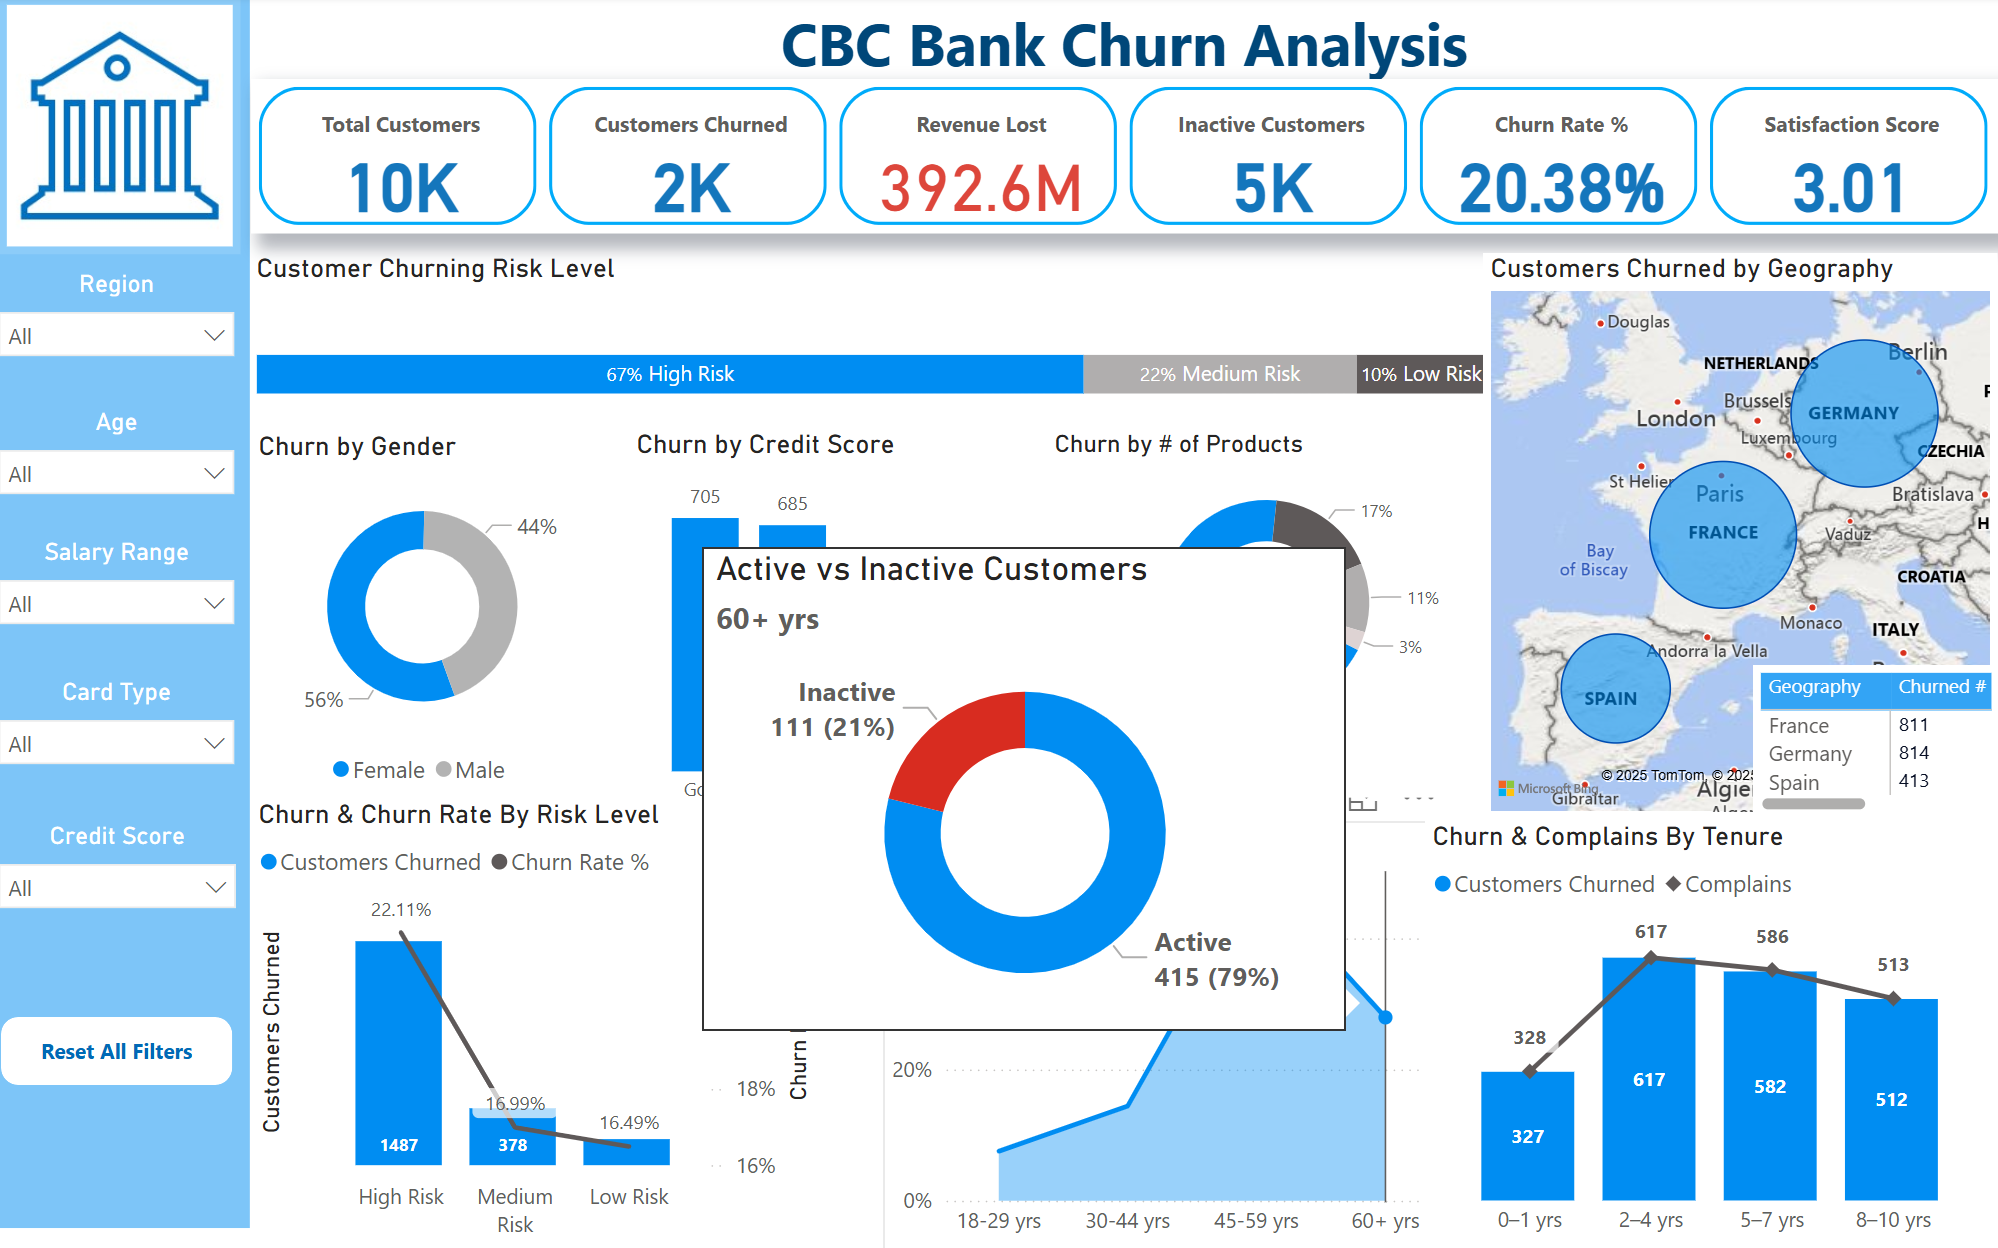 CBC Bank Churn Analysis
Total Customers
10K
Customers Churned
2K
Revenue Lost
392.6M
Inactive Customers
5K
Churn Rate %
20.38%
Satisfaction Score
3.01
Region
All
Age
All
Salary Range
All
Card Type
All
Credit Score
All
Reset All Filters
Customer Churning Risk Level
67% High Risk
22% Medium Risk
10% Low Risk
Churn by Gender
44%
56%
Female
Male
Churn by Credit Score
705
685
Churn by # of Products
17%
11%
3%
Active vs Inactive Customers
60+ yrs
Inactive
111 (21%)
Active
415 (79%)
Customers Churned by Geography
Douglas
NETHERLANDS
Berlin
Brussels
London
GERMANY
Luxembourg
CZECHIA
St Helier
Paris
Bratislava
FRANCE
Vaduz
Bay
of Biscay
CROATIA
Monaco
ITALY
Andorra la Vella
SPAIN
© 2025 TomTom, © 2025
Microsoft Bing
Gibraltar
Geography
Churned #
France
811
Germany
814
Spain
413
Churn & Churn Rate By Risk Level
Customers Churned
Churn Rate %
Customers Churned
22.11%
16.99%
16.49%
1487
378
18%
16%
High Risk
Medium
Risk
Low Risk
Churn
20%
0%
18-29 yrs
30-44 yrs
45-59 yrs
60+ yrs
Churn & Complains By Tenure
Customers Churned
Complains
328
617
586
513
327
617
582
512
0–1 yrs
2–4 yrs
5–7 yrs
8–10 yrs